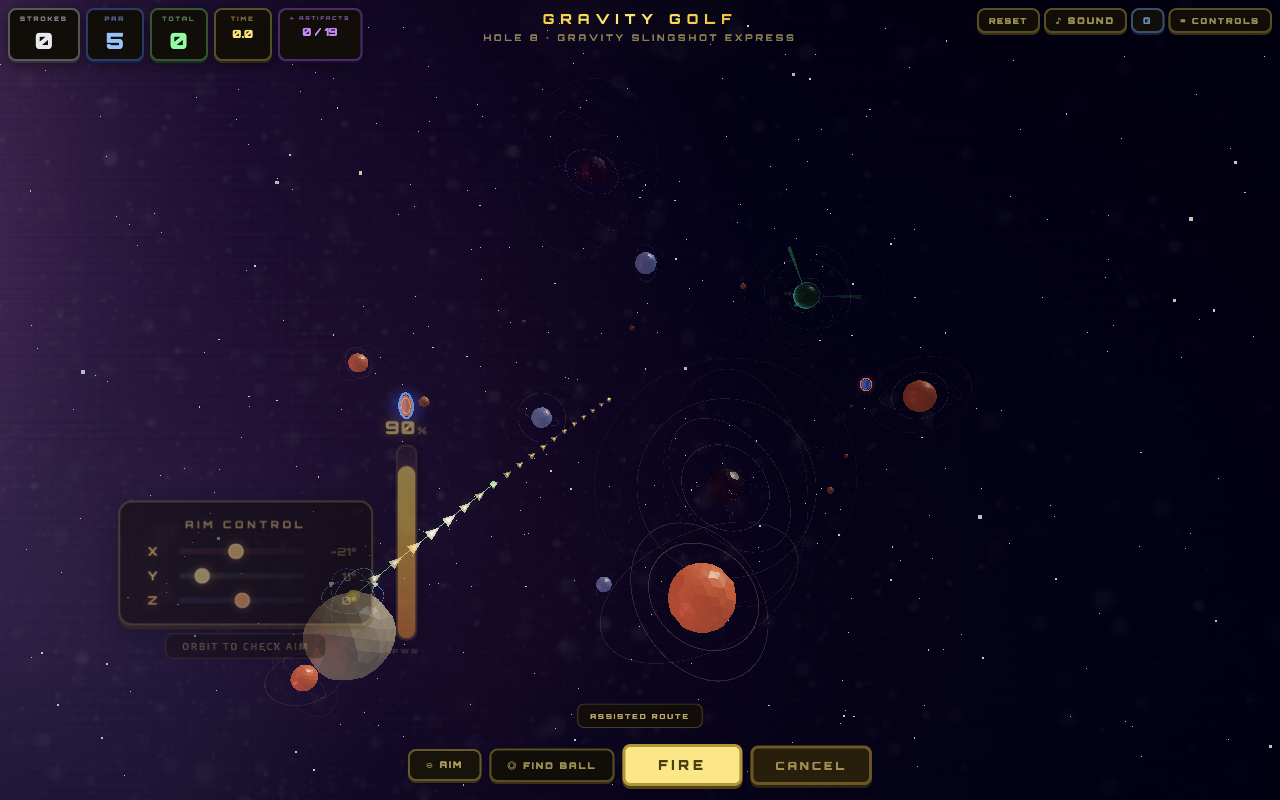 STROKES
0
PAR
5
TOTAL
0
TIME
0.0
ARTIFACTS
0/19
GRAVITY GOLF
HOLE 8 · GRAVITY SLINGSHOT EXPRESS
RESET
♪ SOUND
G
CONTROLS
90%
AIM CONTROL
X
-21°
Y
0°
Z
0°
ORBIT TO CHECK AIM
PWR
ASSISTED ROUTE
AIM
FIND BALL
FIRE
CANCEL